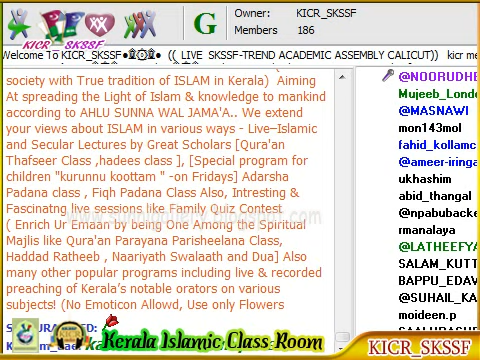 KICR_SKSSF
G
Owner: KICR_SKSSF
Members 186
Welcome To KICR_SKSSF
(( LIVE SKSSF-TREND ACADEMIC ASSEMBLY CALICUT)) kicr me
society with True tradition of ISLAM in Kerala) Aiming
At spreading the Light of Islam & knowledge to mankind
according to AHLU SUNNA WAL JAMA'A.. We extend
your views about ISLAM in various ways - Live–Islamic
and Secular Lectures by Great Scholars [Qura'an
Thafseer Class ,hadees class ], [Special program for
children "kurunnu koottam " -on Fridays] Adarsha
Padana class , Fiqh Padana Class Also, Intresting &
Fascinatng live sessions like Family Quiz Contest
( Enrich Ur Emaan by being One Among the Spiritual
Majlis like Qura'an Parayana Parisheelana Class,
Haddad Ratheeb , Naariyath Swalaath and Dua] Also
many other popular programs including live & recorded
preaching of Kerala's notable orators on various
subjects! (No Emoticon Allowd, Use only Flowers
@NOORUDHE
Mujeeb_Londo
@MASNAWI
mon143mol
fahid_kollamc
@ameer-iringa
ukhashim
abid_thangal
@npabubacke
rmanalaya
@LATHEEFYA
SALAM_KUTT
BAPPU_EDAV
@SUHAIL_KA
moideen.p
KICR
Kerala Islamic Class Room
KICR_SKSSF